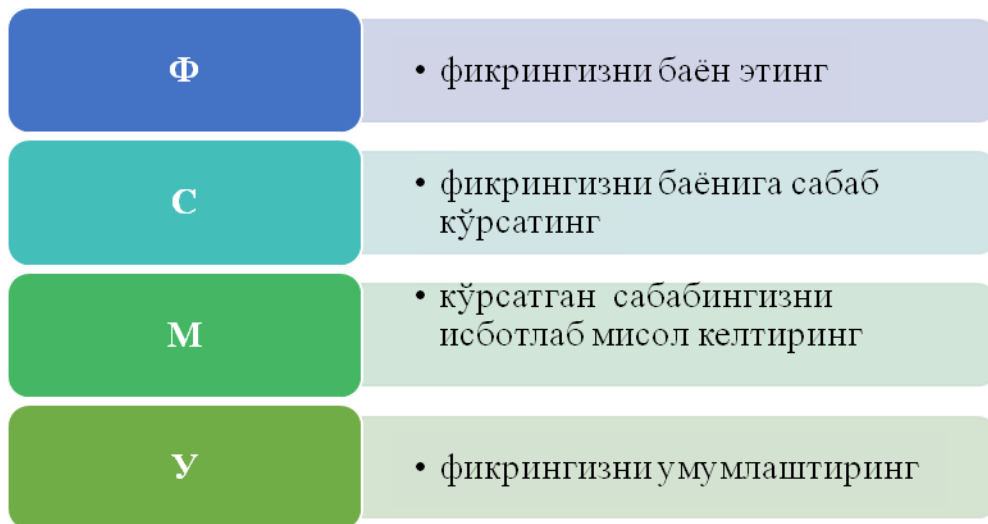 Ф
• фикрингизни баён этинг
С
• фикрингизни баёнига сабаб
кўрсатинг
М
• кўрсатган сабабингизни
исботлаб мисол келтиринг
У
• фикрингизни умумлаштиринг